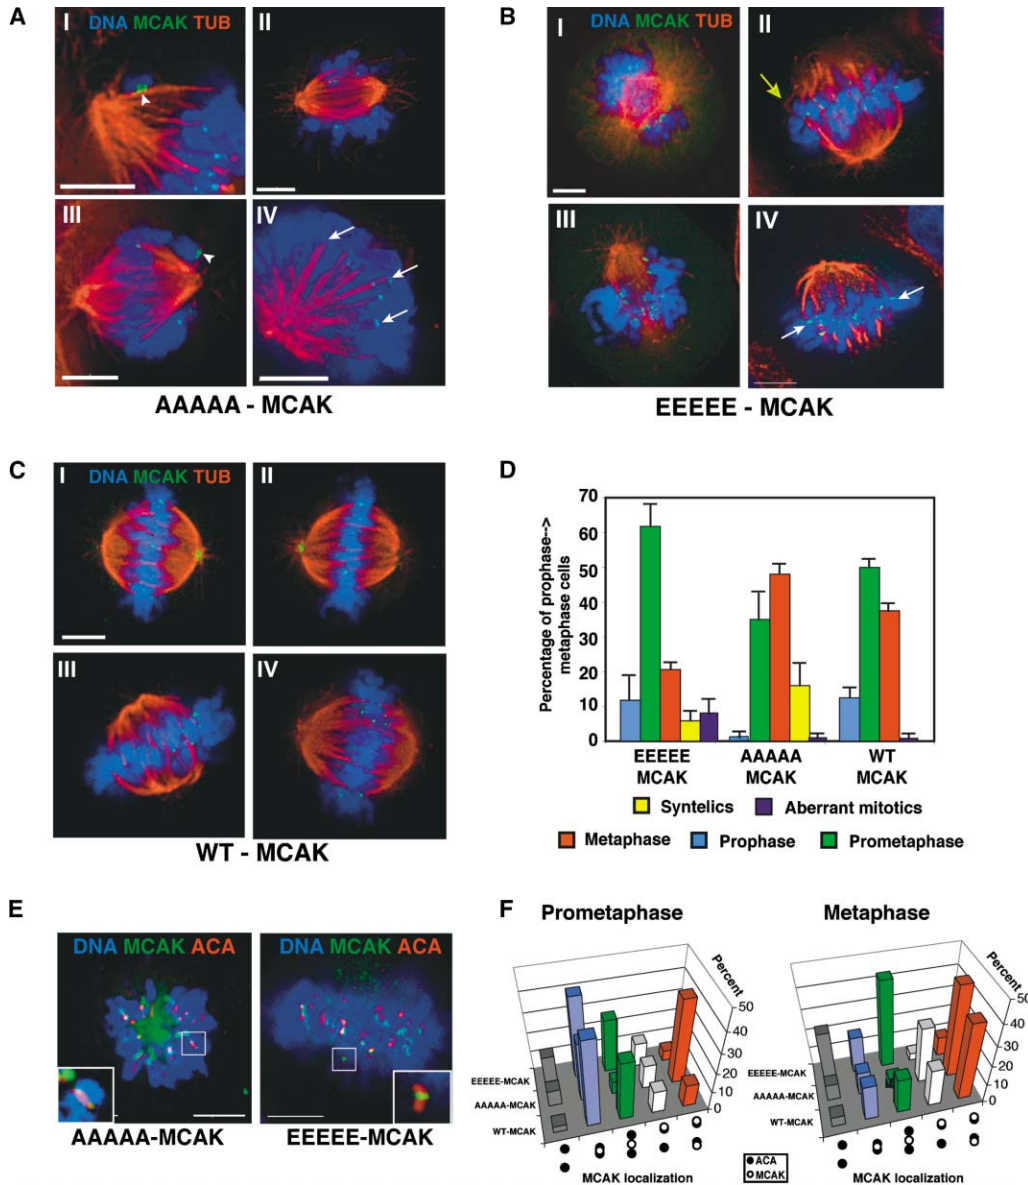 A
DNA MCAK TUB
I
II
III
IV
AAAAA - MCAK
B
DNA MCAK TUB
I
II
III
IV
EEEEE - MCAK
C
DNA MCAK TUB
I
II
III
IV
WT - MCAK
D
Percentage of prophase-->
metaphase cells
70
60
50
40
30
20
10
0
EEEEE
MCAK
AAAAA
MCAK
WT
MCAK
Syntelics
Aberrant mitotics
Metaphase
Prophase
Prometaphase
E
DNA MCAK ACA
DNA MCAK ACA
AAAAA-MCAK
EEEEE-MCAK
F
Prometaphase
Percent
50
40
30
20
10
0
EEEEE-MCAK
AAAAA-MCAK
WT-MCAK
MCAK localization
ACA
MCAK
Metaphase
Percent
50
40
30
20
10
0
EEEEE-MCAK
AAAAA-MCAK
WT-MCAK
MCAK localization